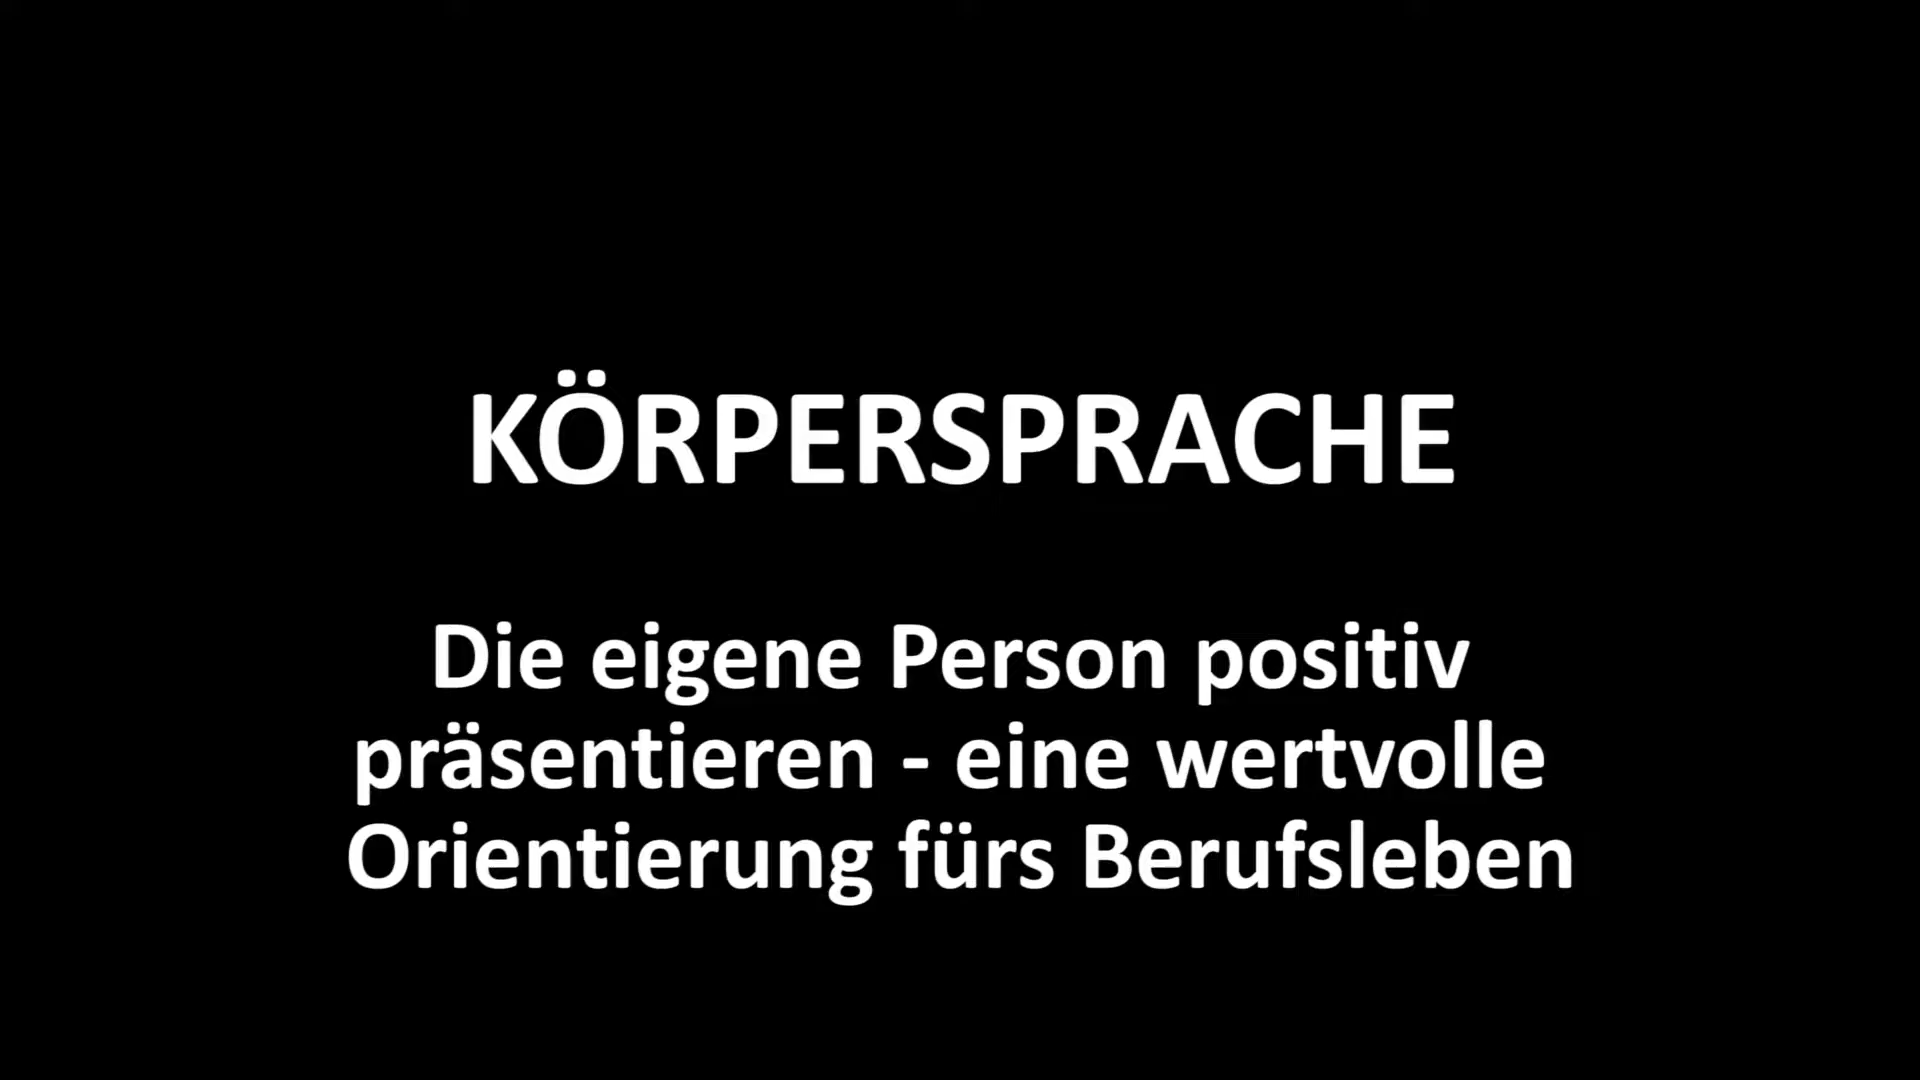 KÖRPERSPRACHE
Die eigene Person positiv
präsentieren - eine wertvolle
Orientierung fürs Berufsleben